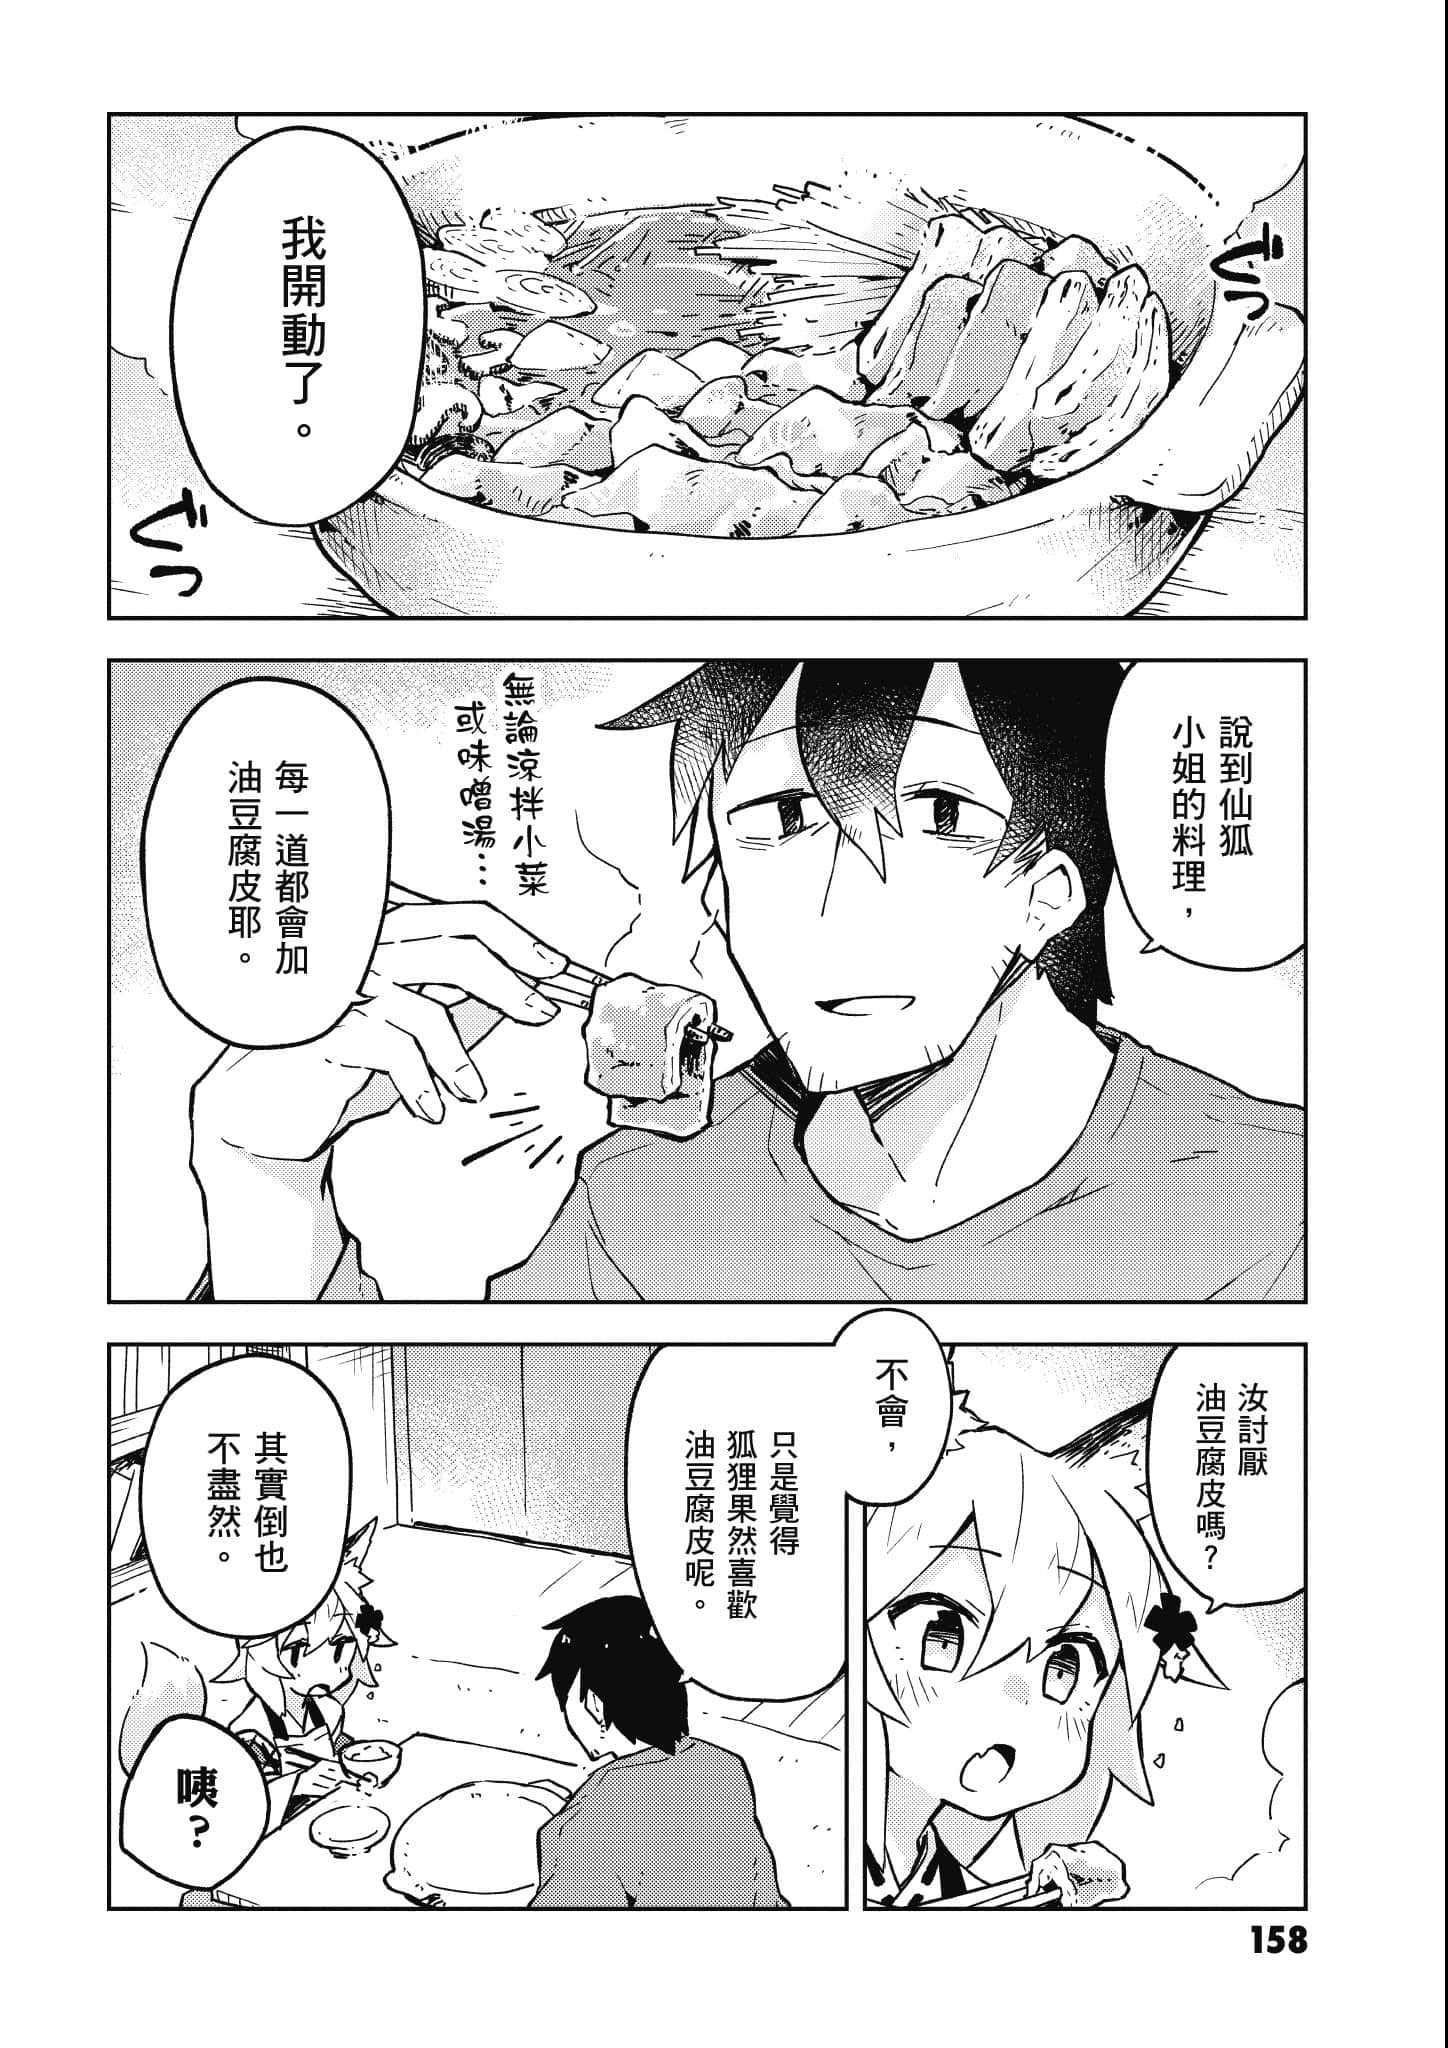 我開動了。
ぐつ
ぐつ
說到仙狐
小姐的料理，
無論涼拌小菜
或味噌湯…
每一道都會加
油豆腐皮耶。
汝討厭
油豆腐皮嗎？
不會，
只是覺得
狐狸果然喜歡
油豆腐皮呢。
其實倒也
不盡然。
咦？
158